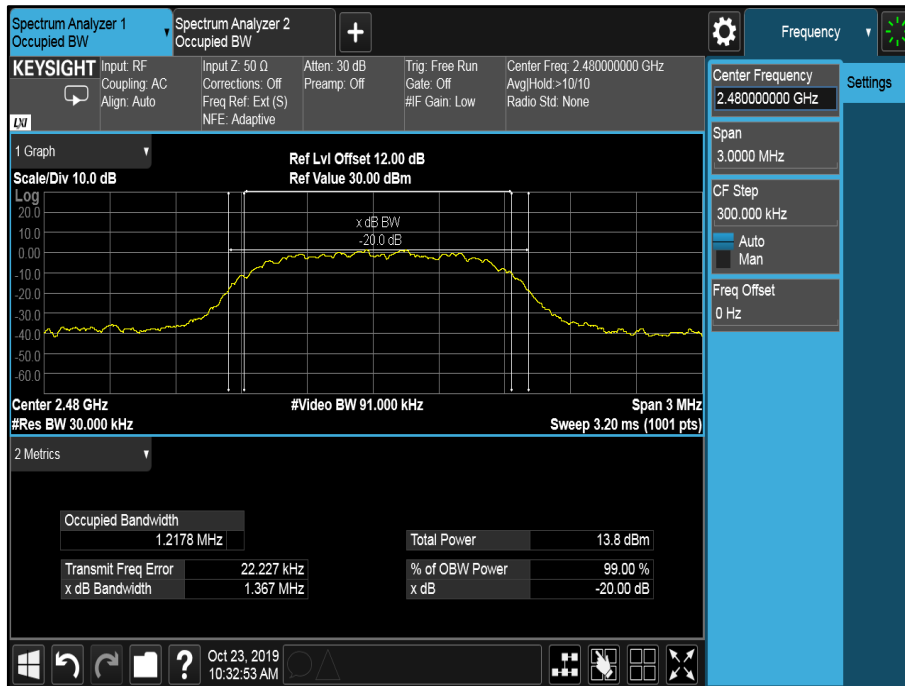 Spectrum Analyzer 1
Occupied BW
Spectrum Analyzer 2
Occupied BW
Frequency
KEYSIGHT
LXI
Input: RF
Coupling: AC
Align: Auto
Input Z: 50 Ω
Corrections: Off
Freq Ref: Ext (S)
NFE: Adaptive
Atten: 30 dB
Preamp: Off
Trig: Free Run
Gate: Off
#IF Gain: Low
Center Freq: 2.480000000 GHz
Avg|Hold:>10/10
Radio Std: None
Center Frequency
2.480000000 GHz
Settings
Span
3.0000 MHz
CF Step
300.000 kHz
Auto
Man
Freq Offset
0 Hz
1 Graph
Scale/Div 10.0 dB
Ref Lvl Offset 12.00 dB
Ref Value 30.00 dBm
Log
20.0
10.0
0.00
-10.0
-20.0
-30.0
-40.0
-50.0
-60.0
x dB BW
-20.0 dB
Center 2.48 GHz
#Video BW 91.000 kHz
Span 3 MHz
#Res BW 30.000 kHz
Sweep 3.20 ms (1001 pts)
2 Metrics
Occupied Bandwidth
1.2178 MHz
Total Power 13.8 dBm
Transmit Freq Error 22.227 kHz
% of OBW Power 99.00 %
x dB Bandwidth 1.367 MHz
x dB -20.00 dB
?
Oct 23, 2019
10:32:53 AM